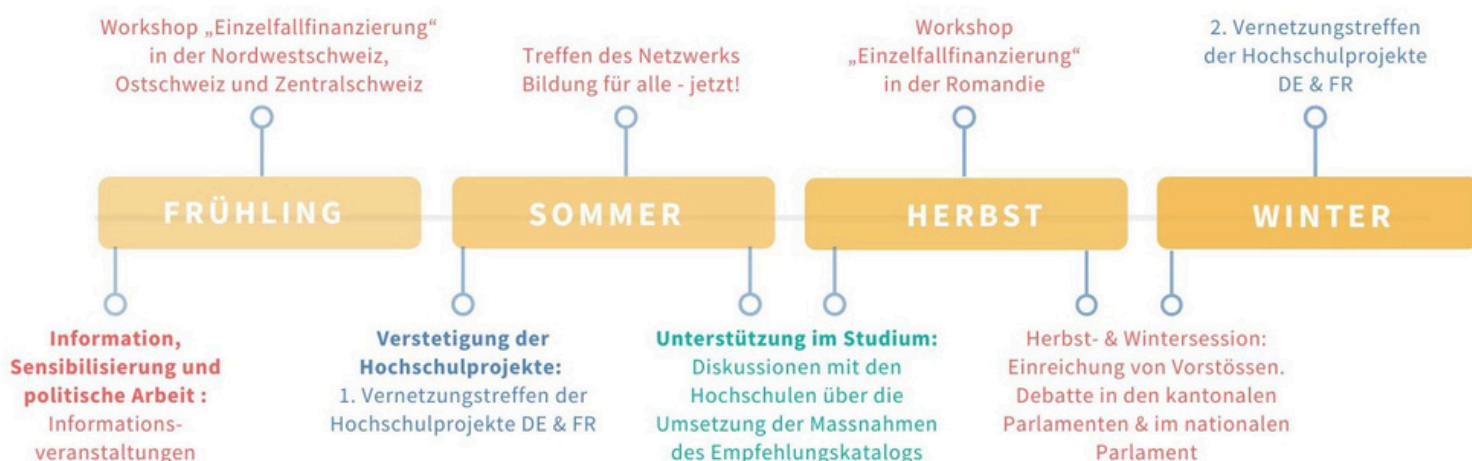 Workshop „Einzelfallfinanzierung“
in der Nordwestschweiz,
Ostschweiz und Zentralschweiz
Treffen des Netzwerks
Bildung für alle - jetzt!
Workshop
„Einzelfallfinanzierung“
in der Romandie
2. Vernetzungstreffen
der Hochschulprojekte
DE & FR
FRÜHLING
SOMMER
HERBST
WINTER
Information,
Sensibilisierung und
politische Arbeit :
Informations-
veranstaltungen
Verstetigung der
Hochschulprojekte:
1. Vernetzungstreffen der
Hochschulprojekte DE & FR
Unterstützung im Studium:
Diskussionen mit den
Hochschulen über die
Umsetzung der Massnahmen
des Empfehlungskatalogs
Herbst- & Wintersession:
Einreichung von Vorstössen.
Debatte in den kantonalen
Parlamenten & im nationalen
Parlament